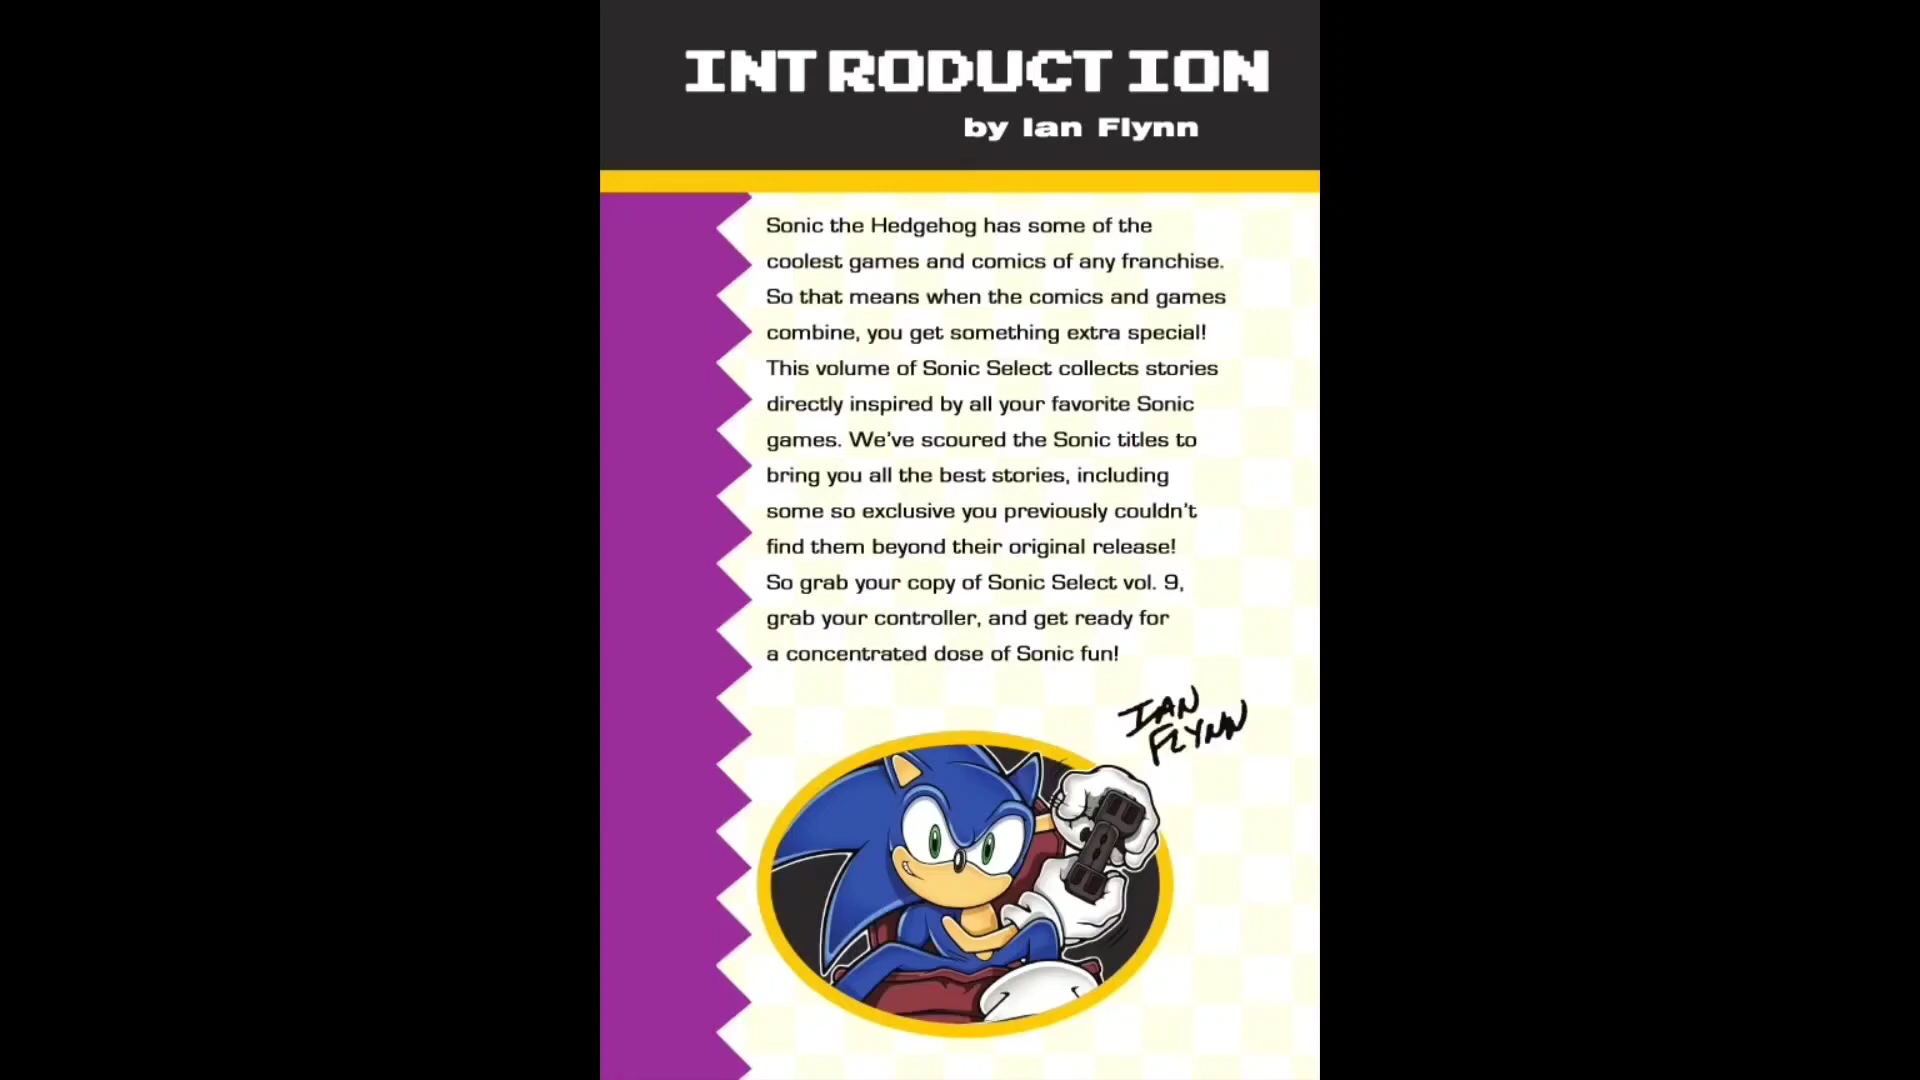 INTRODUCTION
by Ian Flynn
Sonic the Hedgehog has some of the
coolest games and comics of any franchise.
So that means when the comics and games
combine, you get something extra special!
This volume of Sonic Select collects stories
directly inspired by all your favorite Sonic
games. We've scoured the Sonic titles to
bring you all the best stories, including
some so exclusive you previously couldn't
find them beyond their original release!
So grab your copy of Sonic Select vol. 9,
grab your controller, and get ready for
a concentrated dose of Sonic fun!
IAN
FLYNN